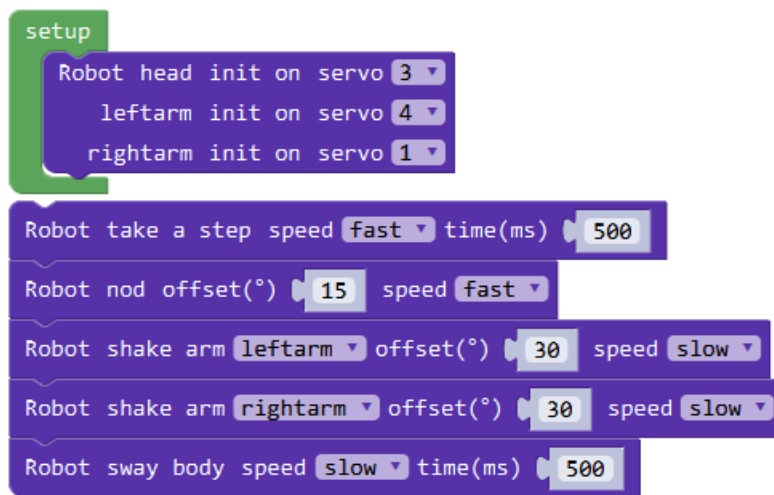 setup
Robot head init on servo 3
leftarm init on servo 4
rightarm init on servo 1
Robot take a step speed fast time(ms) 500
Robot nod offset(°) 15 speed fast
Robot shake arm leftarm offset(°) 30 speed slow
Robot shake arm rightarm offset(°) 30 speed slow
Robot sway body speed slow time(ms) 500